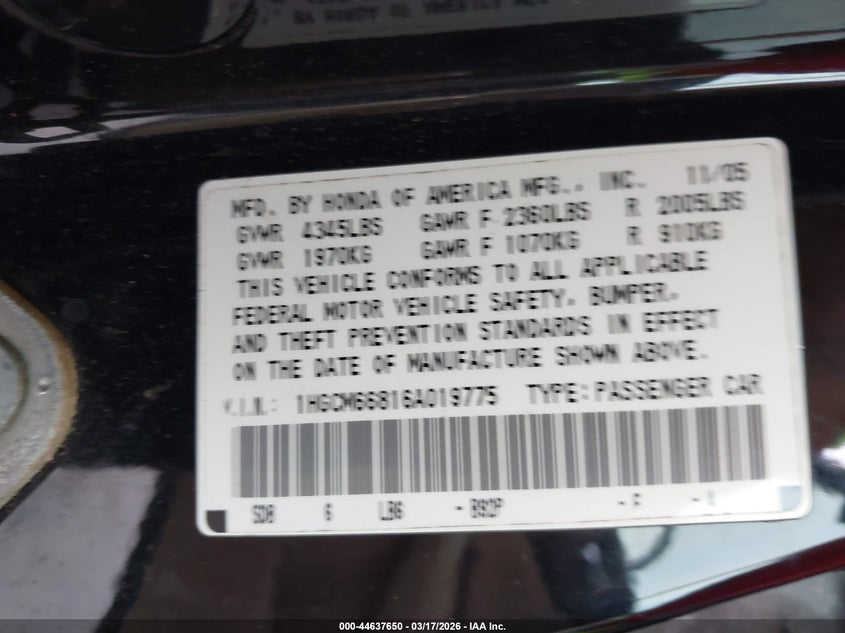 MFD. BY HONDA OF AMERICA MFG., INC. 11/05
GVWR 4345LBS GAWR F 2360LBS R 2005LBS
GVWR 1970KG GAWR F 1070KG R 910KG
THIS VEHICLE CONFORMS TO ALL APPLICABLE
FEDERAL MOTOR VEHICLE SAFETY, BUMPER,
AND THEFT PREVENTION STANDARDS IN EFFECT
ON THE DATE OF MANUFACTURE SHOWN ABOVE.
V.I.N.: 1HGCM66816A019775 TYPE: PASSENGER CAR
SDB 6 - B92P
000-44637650 - 03/17/2026 - IAA Inc.